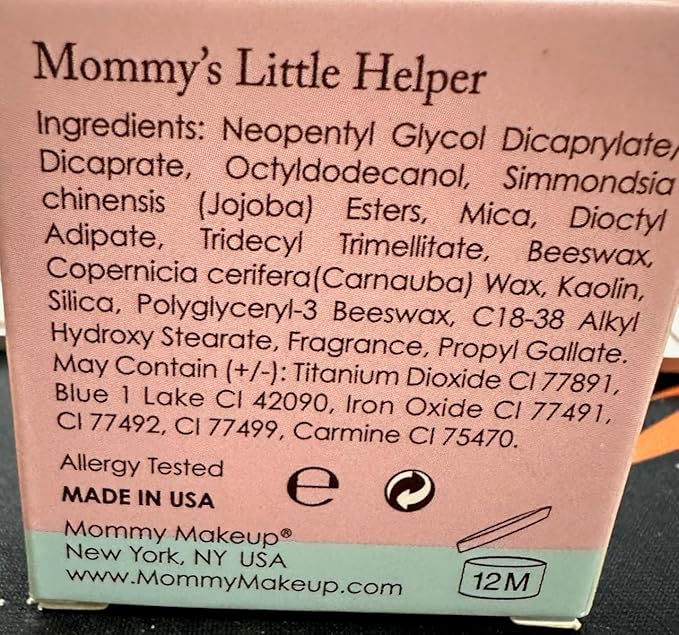 Mommy's Little Helper
Ingredients: Neopentyl Glycol Dicaprylate/
Dicaprate, Octyldodecanol, Simmondsia
chinensis (Jojoba) Esters, Mica, Dioctyl
Adipate, Tridecyl Trimellitate, Beeswax,
Copernicia cerifera(Carnauba) Wax, Kaolin,
Silica, Polyglyceryl-3 Beeswax, C18-38 Alkyl
Hydroxy Stearate, Fragrance, Propyl Gallate.
May Contain (+/-): Titanium Dioxide CI 77891,
Blue 1 Lake CI 42090, Iron Oxide CI 77491,
CI 77492, CI 77499, Carmine CI 75470.
Allergy Tested
MADE IN USA
e
Mommy Makeup®
New York, NY USA
www.MommyMakeup.com
12M